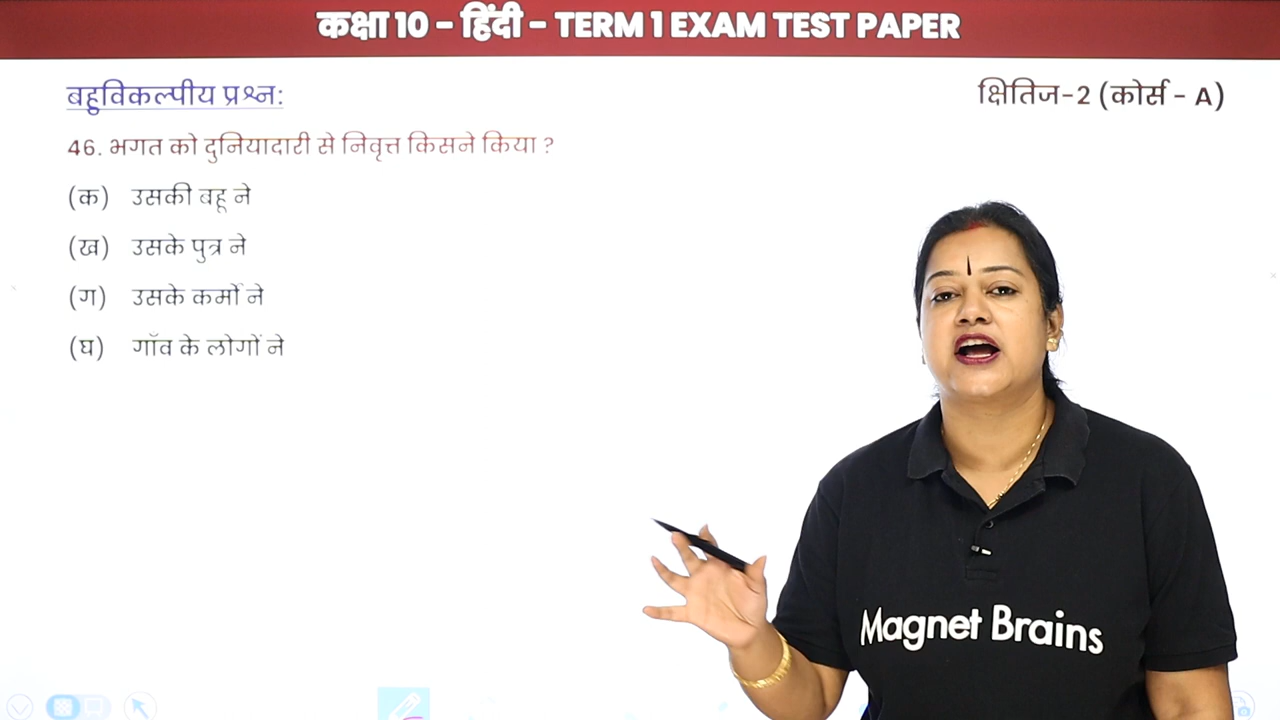 कक्षा 10 - हिंदी - TERM 1 EXAM TEST PAPER
बहुविकल्पीय प्रश्न:
क्षितिज-2 (कोर्स - A)
46. भगत को दुनियादारी से निवृत्त किसने किया ?
(क) उसकी बहू ने
(ख) उसके पुत्र ने
(ग) उसके कर्मो ने
(घ) गाँव के लोगों ने
Magnet Brains